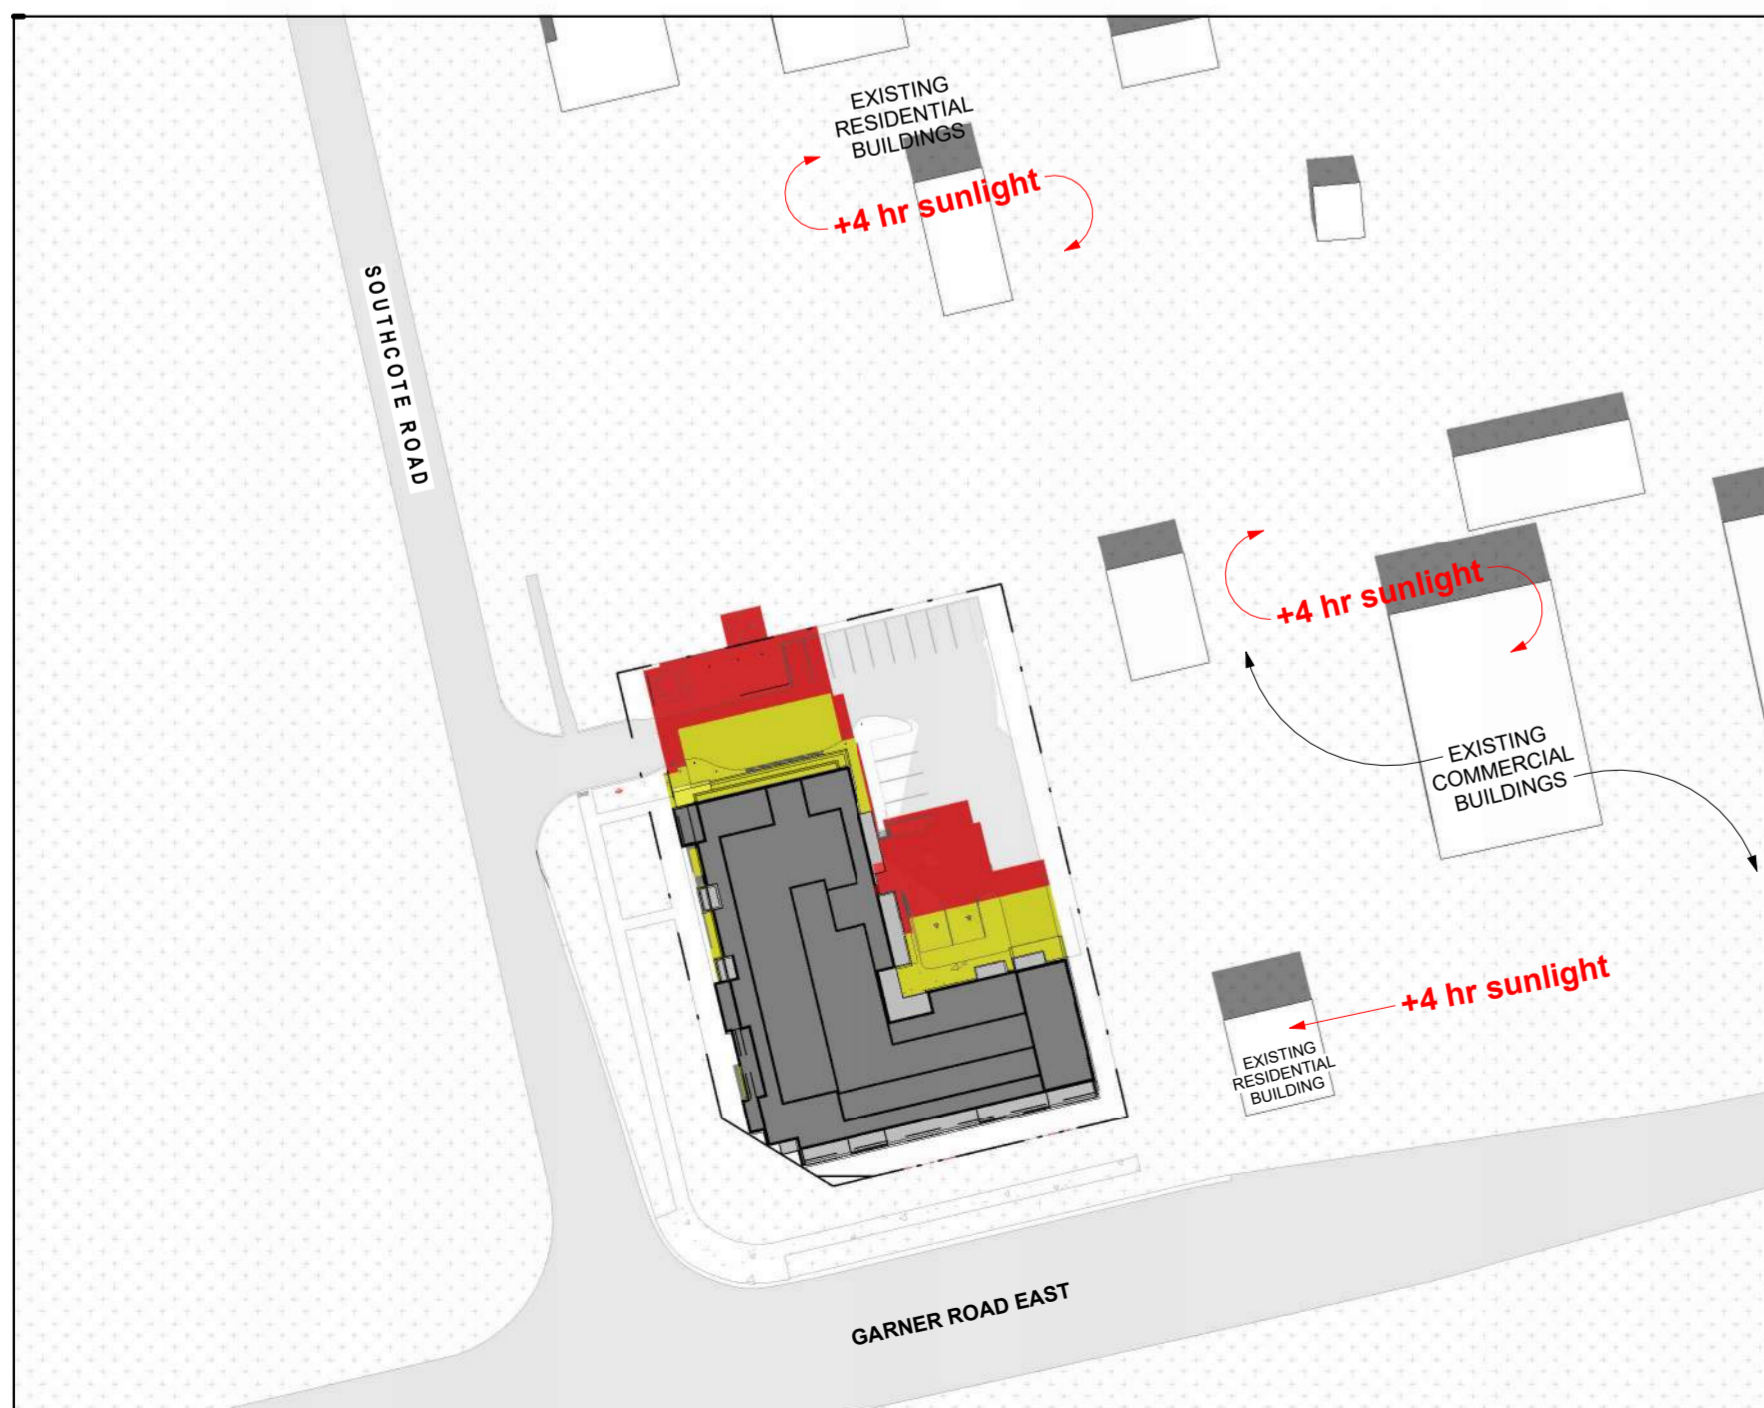 EXISTING
RESIDENTIAL
BUILDINGS
+4 hr sunlight
SOUTHCOTE ROAD
+4 hr sunlight
EXISTING
COMMERCIAL
BUILDINGS
+4 hr sunlight
EXISTING
RESIDENTIAL
BUILDING
GARNER ROAD EAST